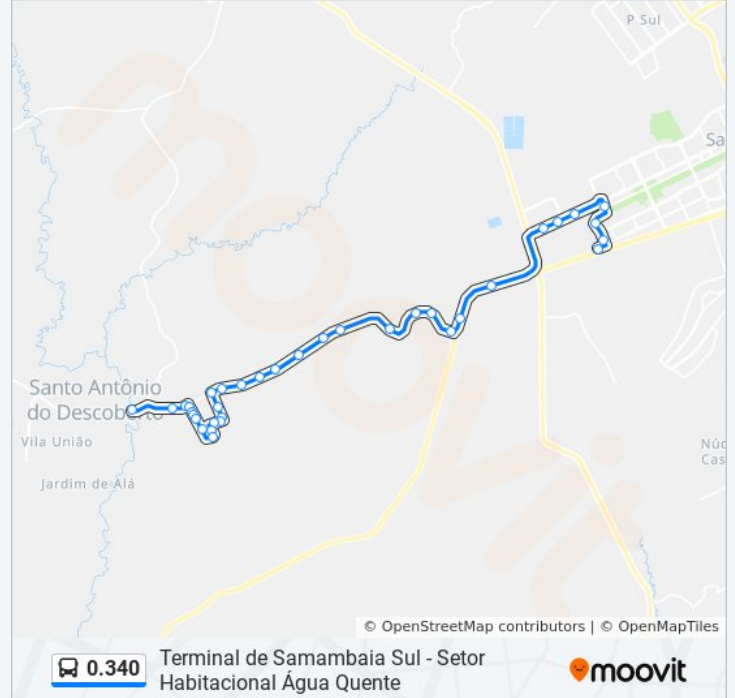 P Sul
Sa
Santo Antônio
do Descoberto
Vila União
Jardim de Alá
Núc
Cas
moovit
© OpenStreetMap contributors | © OpenMapTiles
0.340
Terminal de Samambaia Sul - Setor
Habitacional Água Quente
moovit